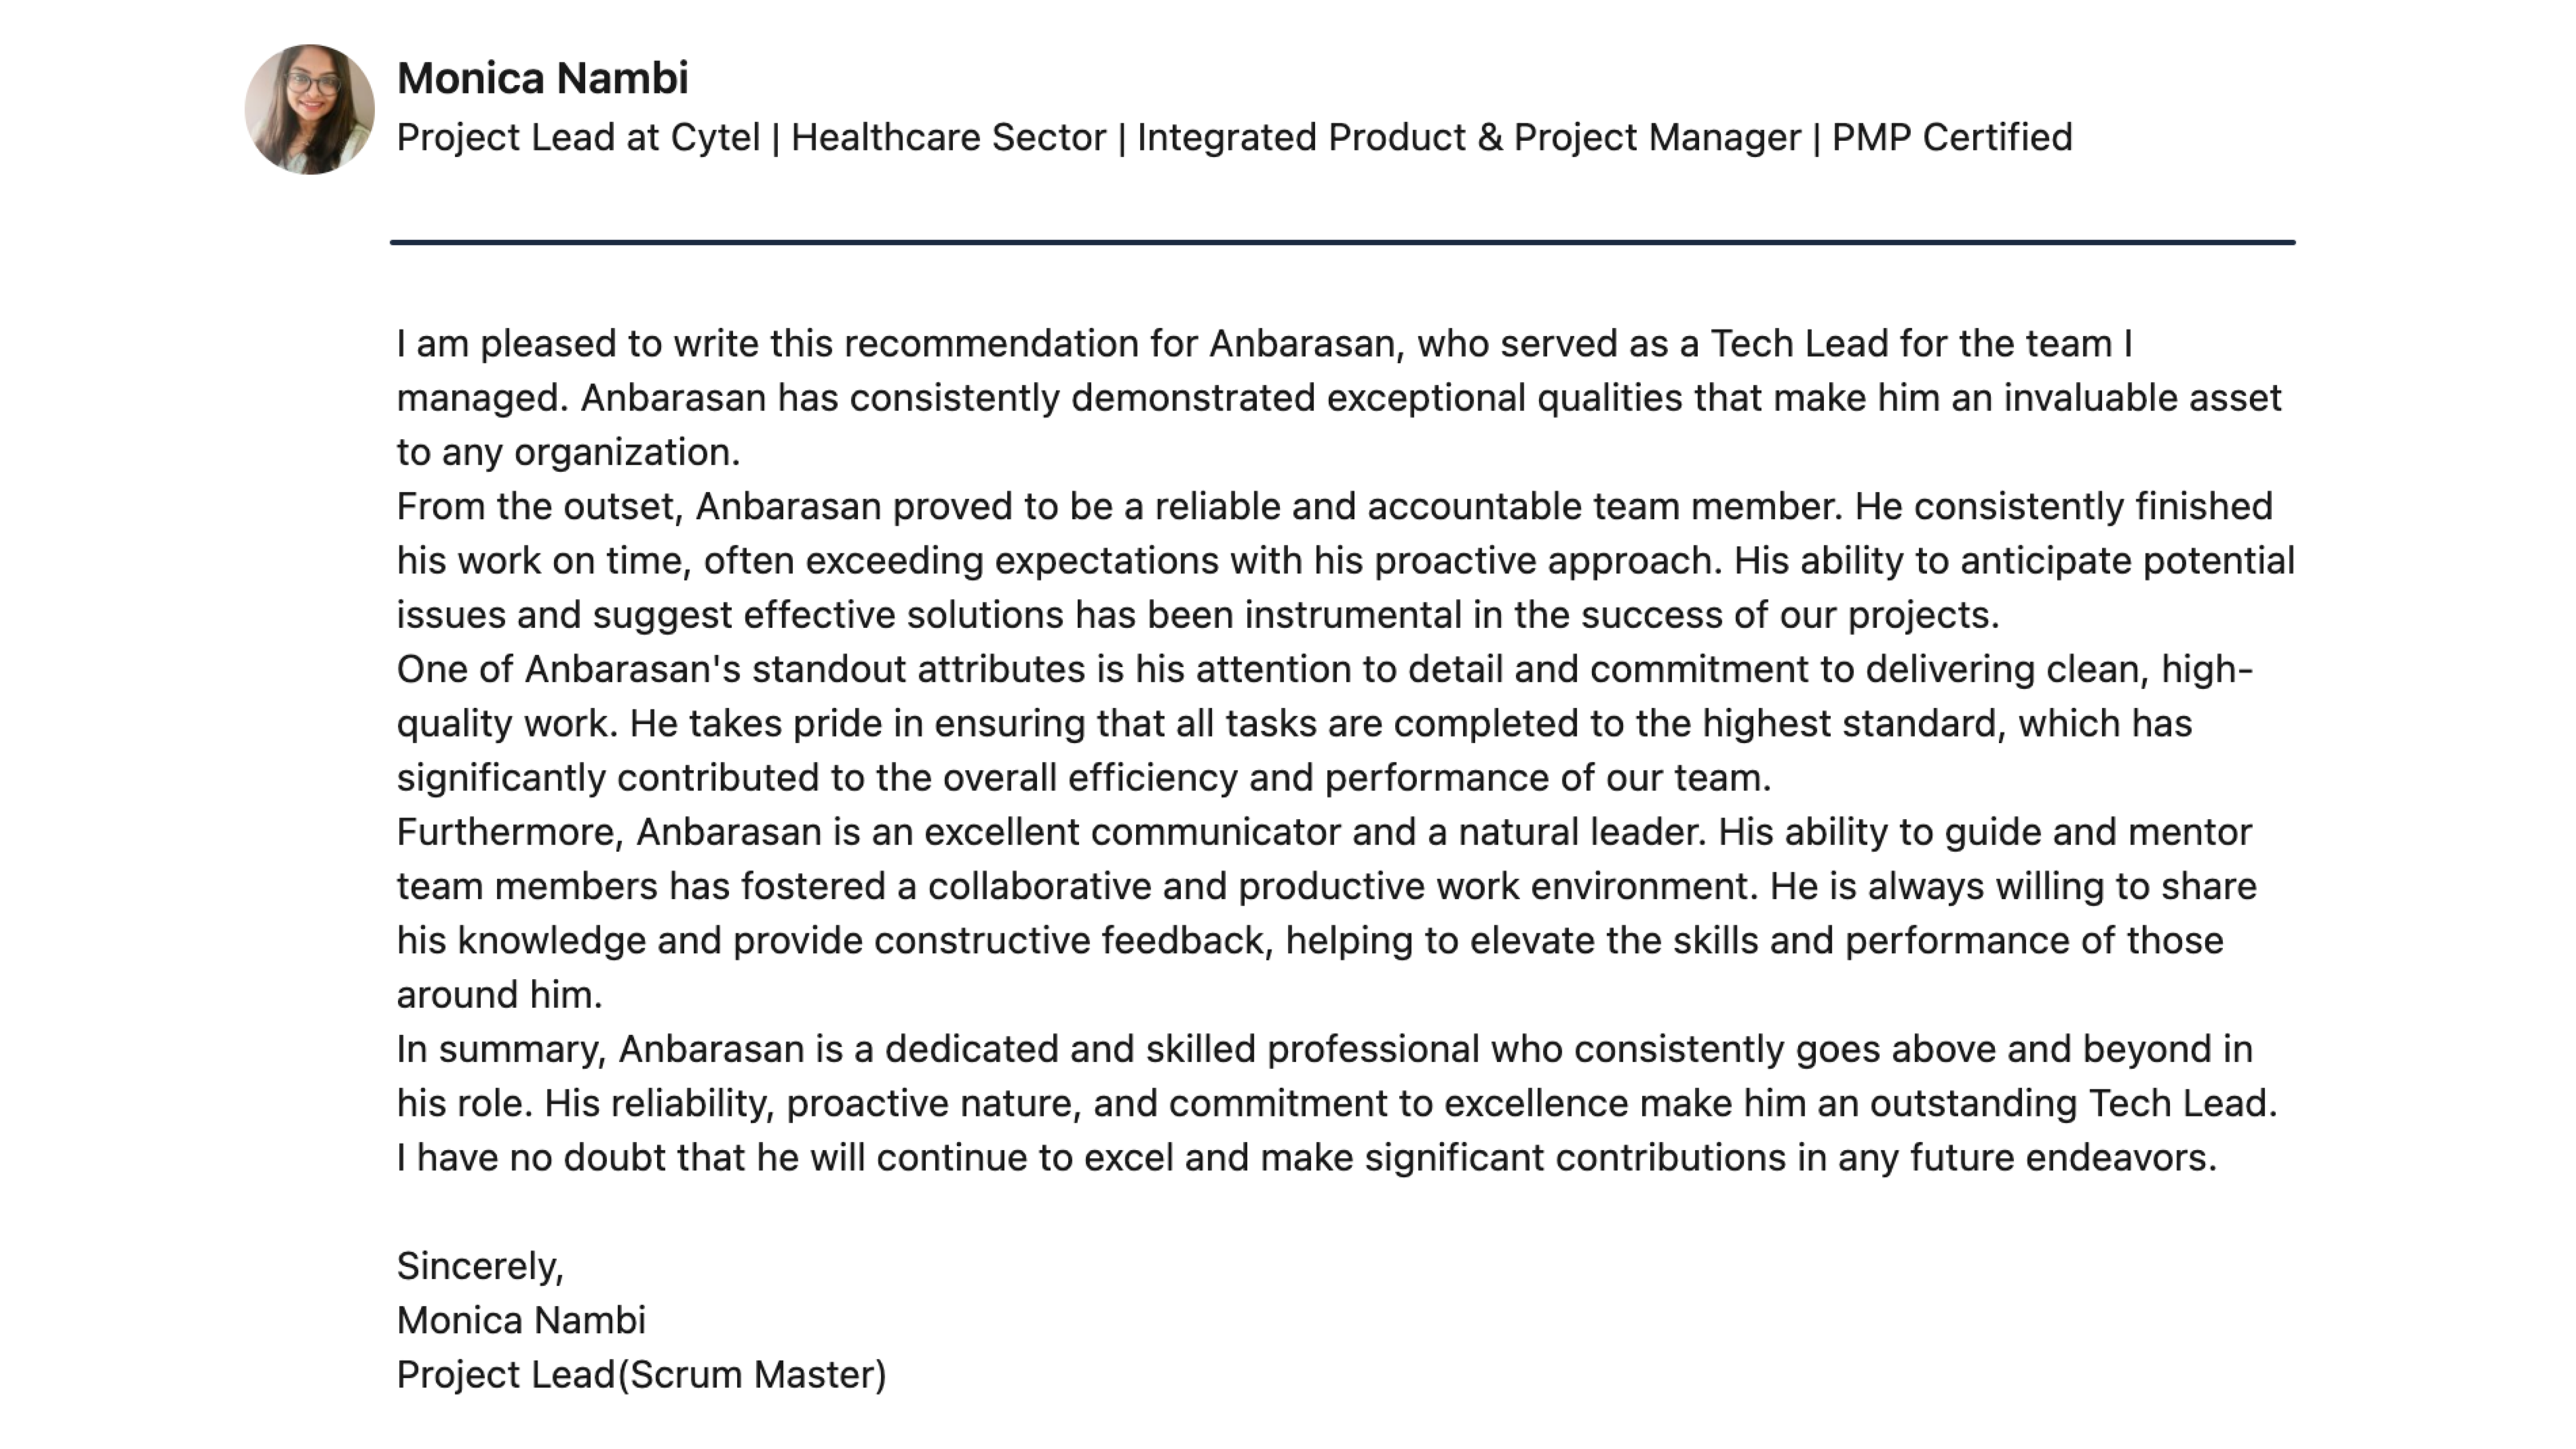 Monica Nambi
Project Lead at Cytel | Healthcare Sector | Integrated Product & Project Manager | PMP Certified
I am pleased to write this recommendation for Anbarasan, who served as a Tech Lead for the team I
managed. Anbarasan has consistently demonstrated exceptional qualities that make him an invaluable asset
to any organization.
From the outset, Anbarasan proved to be a reliable and accountable team member. He consistently finished
his work on time, often exceeding expectations with his proactive approach. His ability to anticipate potential
issues and suggest effective solutions has been instrumental in the success of our projects.
One of Anbarasan's standout attributes is his attention to detail and commitment to delivering clean, high-
quality work. He takes pride in ensuring that all tasks are completed to the highest standard, which has
significantly contributed to the overall efficiency and performance of our team.
Furthermore, Anbarasan is an excellent communicator and a natural leader. His ability to guide and mentor
team members has fostered a collaborative and productive work environment. He is always willing to share
his knowledge and provide constructive feedback, helping to elevate the skills and performance of those
around him.
In summary, Anbarasan is a dedicated and skilled professional who consistently goes above and beyond in
his role. His reliability, proactive nature, and commitment to excellence make him an outstanding Tech Lead.
I have no doubt that he will continue to excel and make significant contributions in any future endeavors.
Sincerely,
Monica Nambi
Project Lead(Scrum Master)